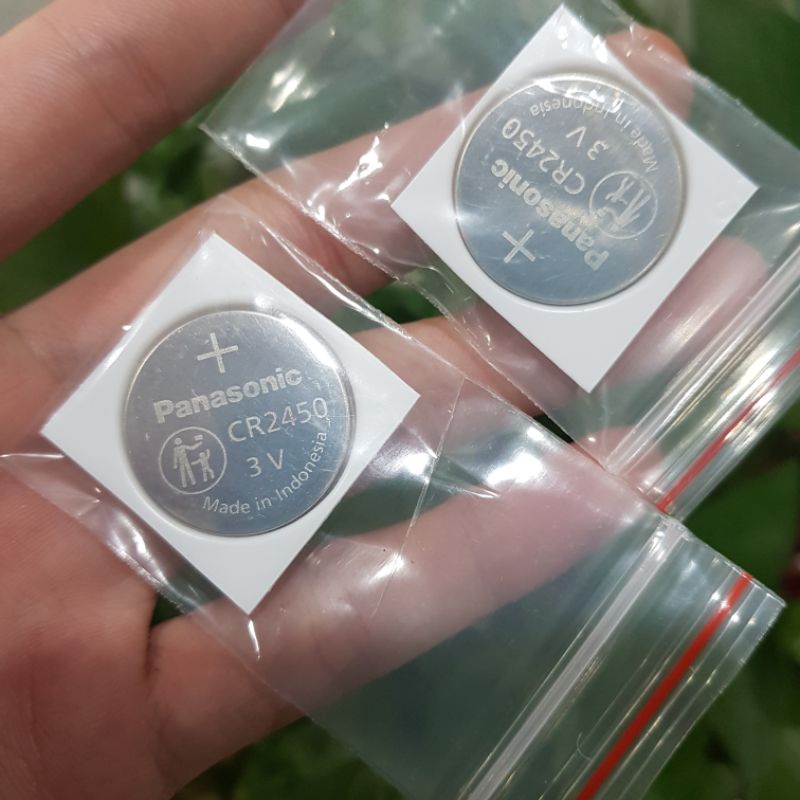 +
Panasonic
CR2450
3 V
Made in Indonesia
+
Panasonic
CR2450
3 V
Made in Indonesia